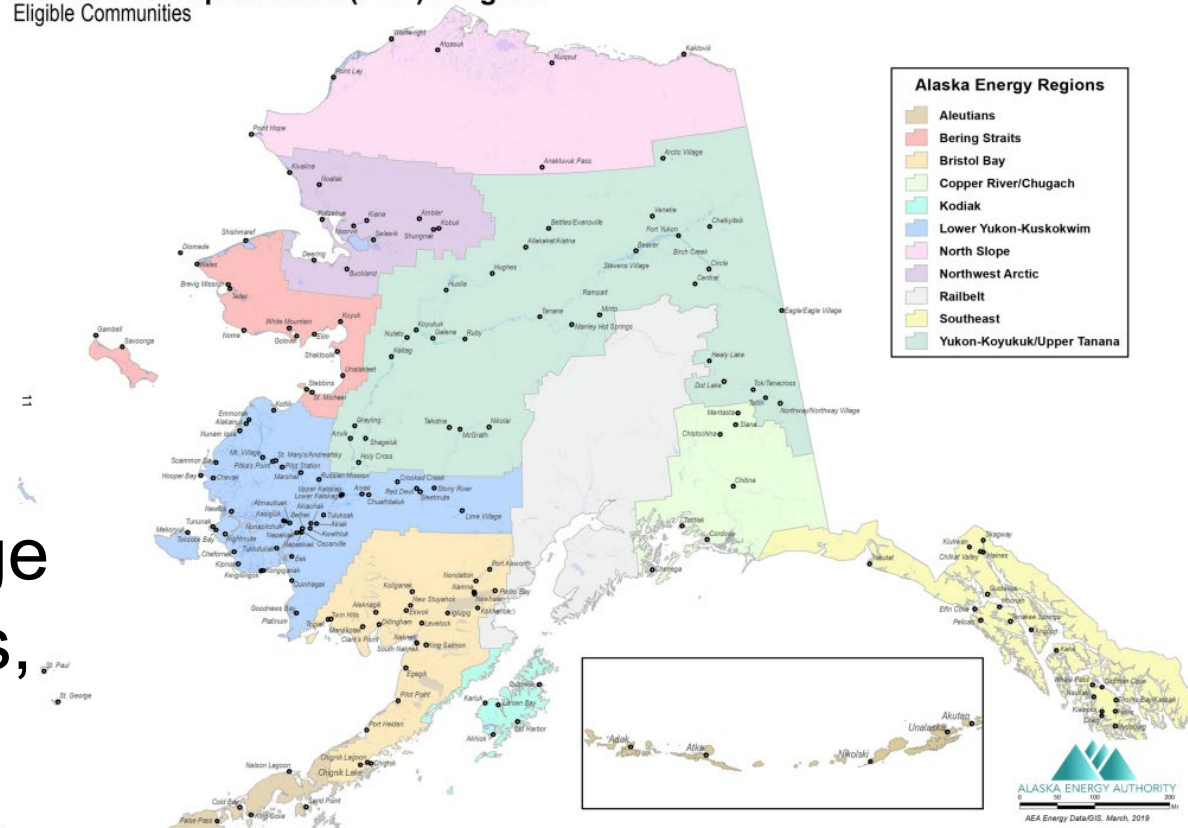 Eligible Communities
Wainwright
Atqasuk
Nuiqsut
Kaktovik
Point Lay
Point Hope
Anaktuvuk Pass
Arctic Village
Kivalina
Noatak
Kotzebue
Kiana
Ambler
Kobuk
Noorvik
Selawik
Shungnak
Shishmaref
Deering
Buckland
Diomede
Wales
Brevig Mission
Teller
Bettles/Evansville
Allakaket/Alatna
Venetie
Fort Yukon
Chalkyitsik
Beaver
Birch Creek
Stevens Village
Circle
Central
Hughes
Huslia
Rampart
Tanana
Minto
Manley Hot Springs
Eagle/Eagle Village
White Mountain
Koyuk
Nome
Golovin
Elim
Shaktoolik
Unalakleet
Koyukuk
Nulato
Galena
Ruby
Kaltag
Gambell
Savoonga
Stebbins
St. Michael
Healy Lake
Dot Lake
Tok/Tanacross
Tetlin
Northway/Northway Village
Mentasta
Slana
Chistochina
Chitina
Kotlik
Emmonak
Alakanuk
Nunam Iqua
Grayling
Anvik
Shageluk
Holy Cross
Takotna
McGrath
Nikolai
Mt. Village
St. Mary's/Andreafsky
Pitka's Point
Pilot Station
Marshall
Russian Mission
Scammon Bay
Hooper Bay
Chevak
Upper Kalskag
Lower Kalskag
Aniak
Chuathbaluk
Crooked Creek
Red Devil
Stony River
Sleetmute
Lime Village
Newtok
Atmautluak
Kasigluk
Akiachak
Bethel
Tuluksak
Nunapitchuk
Akiak
Kwethluk
Napakiak
Napaskiak
Oscarville
Tununak
Mekoryuk
Toksook Bay
Nightmute
Tuntutuliak
Chefornak
Eek
Kipnuk
Kongiganak
Kwigillingok
Quinhagak
Goodnews Bay
Platinum
Tatitlek
Cordova
Chenega
Port Alsworth
Nondalton
Iliamna
Newhalen
Pedro Bay
Kokhanok
Igiugig
Koliganek
New Stuyahok
Ekwok
Aleknagik
Twin Hills
Togiak
Manokotak
Dillingham
Levelock
Clark's Point
Naknek
South Naknek
King Salmon
Egegik
Pilot Point
Port Heiden
Chignik Lagoon
Chignik
Chignik Lake
Nelson Lagoon
Cold Bay
King Cove
Sand Point
False Pass
St. Paul
St. George
Karluk
Larsen Bay
Ouzinkie
Old Harbor
Akhiok
Yakutat
Klukwan
Skagway
Chilkat Valley
Haines
Gustavus
Hoonah
Elfin Cove
Tenakee Springs
Pelican
Angoon
Kake
Whale Pass
Coffman Cove
Naukati
Klawock
Craig
Adak
Atka
Nikolski
Unalaska
Akutan
11
ge
s,
Alaska Energy Regions
Aleutians
Bering Straits
Bristol Bay
Copper River/Chugach
Kodiak
Lower Yukon-Kuskokwim
North Slope
Northwest Arctic
Railbelt
Southeast
Yukon-Koyukuk/Upper Tanana
ALASKA ENERGY AUTHORITY
0 50 100 200
Mi
AEA Energy Data/GIS, March, 2019